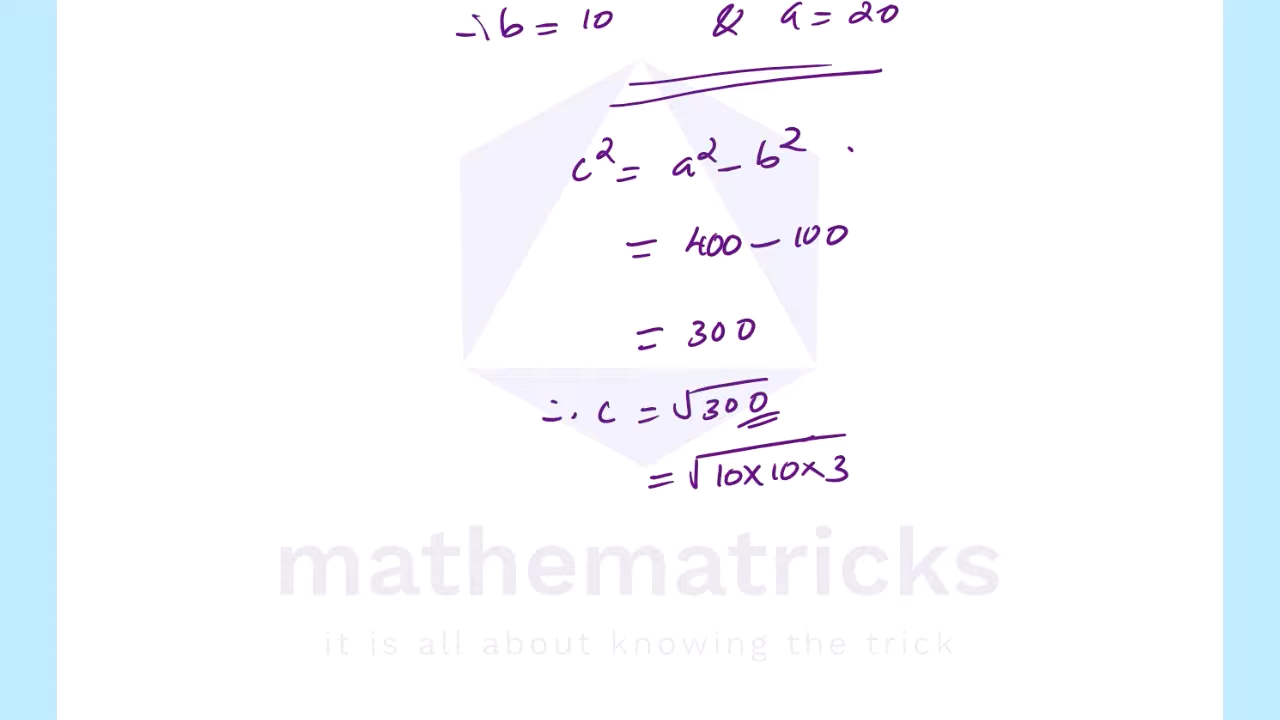 → b = 10 & a = 20
c² = a² – b² .
= 400 – 100
= 300
∴ c = √300
= √10×10×3
mathematricks
it is all about knowing the trick